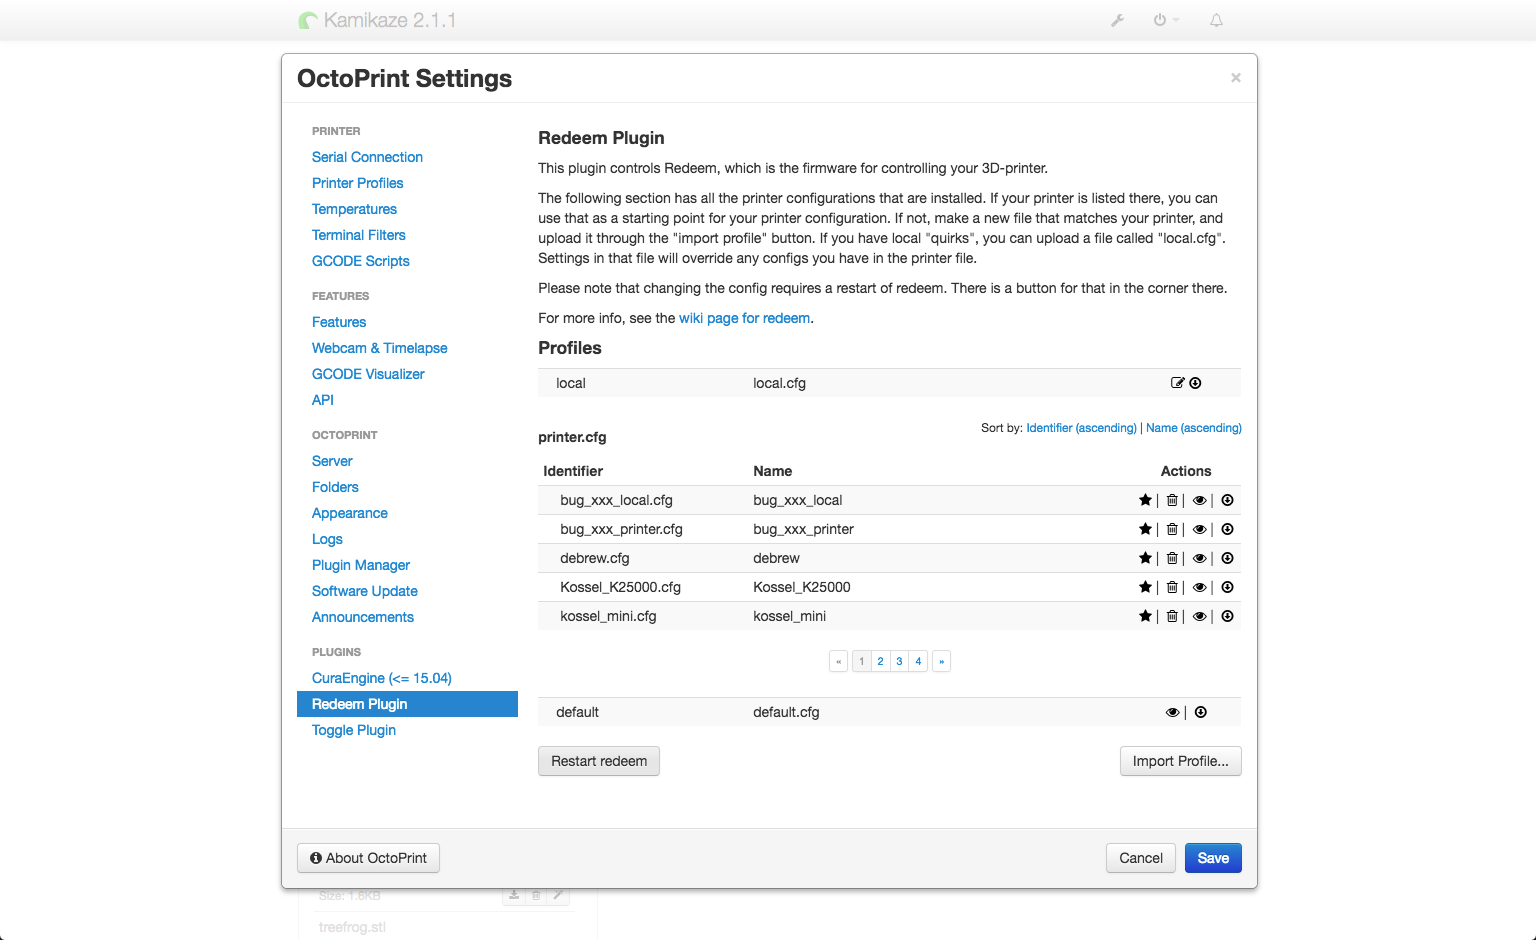 Kamikaze 2.1.1
OctoPrint Settings
×
PRINTER
Serial Connection
Printer Profiles
Temperatures
Terminal Filters
GCODE Scripts
FEATURES
Features
Webcam & Timelapse
GCODE Visualizer
API
OCTOPRINT
Server
Folders
Appearance
Logs
Plugin Manager
Software Update
Announcements
PLUGINS
CuraEngine (<= 15.04)
Redeem Plugin
Toggle Plugin
Redeem Plugin
This plugin controls Redeem, which is the firmware for controlling your 3D-printer.
The following section has all the printer configurations that are installed. If your printer is listed there, you can
use that as a starting point for your printer configuration. If not, make a new file that matches your printer, and
upload it through the "import profile" button. If you have local "quirks", you can upload a file called "local.cfg".
Settings in that file will override any configs you have in the printer file.
Please note that changing the config requires a restart of redeem. There is a button for that in the corner there.
For more info, see the wiki page for redeem.
Profiles
local local.cfg
Sort by: Identifier (ascending) | Name (ascending)
printer.cfg
Identifier Name Actions
bug_xxx_local.cfg bug_xxx_local | | |
bug_xxx_printer.cfg bug_xxx_printer | | |
debrew.cfg debrew | | |
Kossel_K25000.cfg Kossel_K25000 | | |
kossel_mini.cfg kossel_mini | | |
« 1 2 3 4 »
default default.cfg |
Restart redeem Import Profile...
About OctoPrint Cancel Save
Size: 1.6KB
treefrog.stl